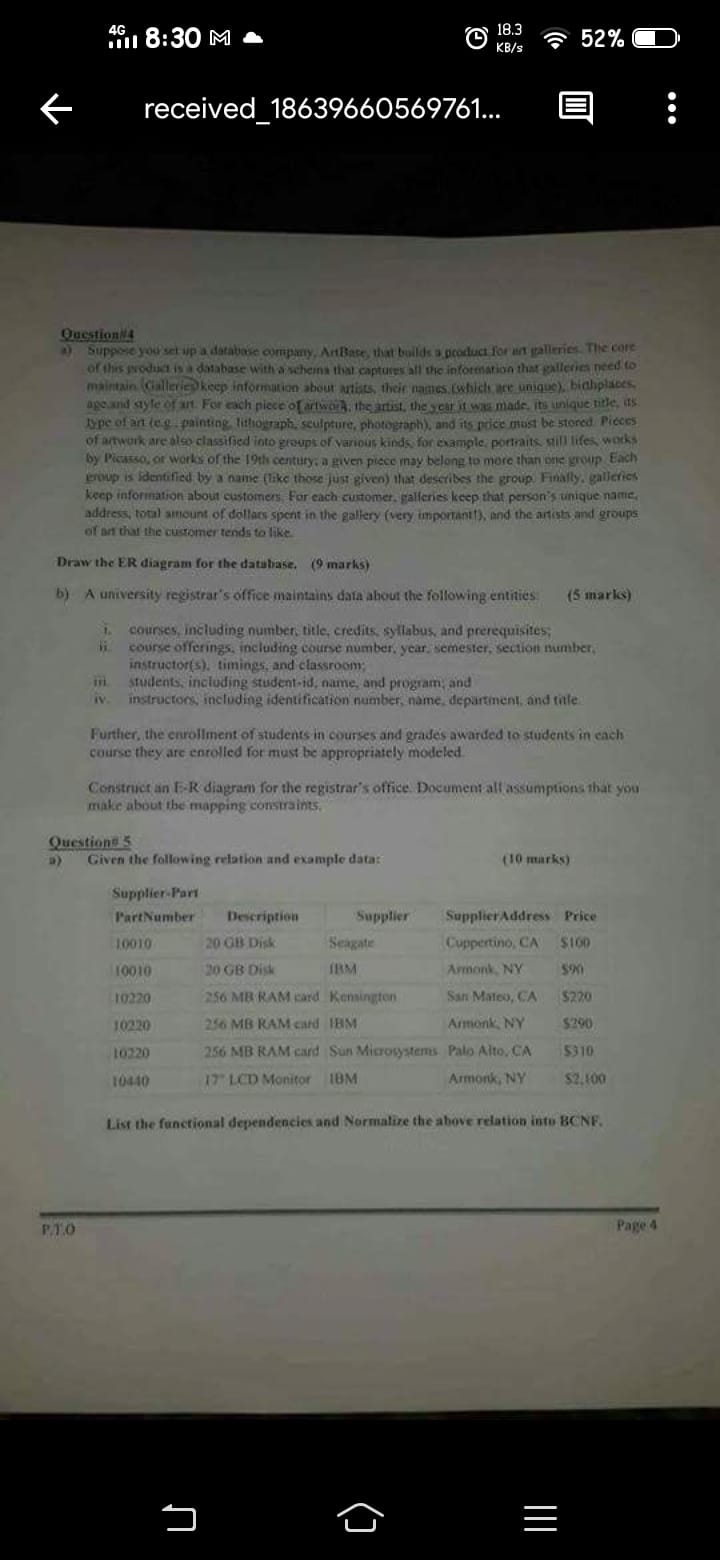 4G 8:30 M 18.3 KB/s 52%
received_18639660569761...
Question#4
a) Suppose you set up a database company, ArtBase, that builds a product for art galleries. The core
of this product is a database with a schema that captures all the information that galleries need to
maintain. Galleries keep information about artists, their names (which are unique), birthplaces,
age,and style of art. For each piece of artwork, the artist, the year it was made, its unique title, its
type of art (e.g., painting, lithograph, sculpture, photograph), and its price must be stored. Pieces
of artwork are also classified into groups of various kinds, for example, portraits, still lifes, works
by Picasso, or works of the 19th century; a given piece may belong to more than one group. Each
group is identified by a name (like those just given) that describes the group. Finally, galleries
keep information about customers. For each customer, galleries keep that person's unique name,
address, total amount of dollars spent in the gallery (very important!), and the artists and groups
of art that the customer tends to like.
Draw the ER diagram for the database. (9 marks)
b) A university registrar's office maintains data about the following entities: (5 marks)
i. courses, including number, title, credits, syllabus, and prerequisites;
ii. course offerings, including course number, year, semester, section number,
instructor(s), timings, and classroom;
iii. students, including student-id, name, and program; and
iv. instructors, including identification number, name, department, and title.
Further, the enrollment of students in courses and grades awarded to students in each
course they are enrolled for must be appropriately modeled.
Construct an E-R diagram for the registrar's office. Document all assumptions that you
make about the mapping constraints.
Question# 5
a) Given the following relation and example data: (10 marks)
Supplier-Part
PartNumber Description Supplier SupplierAddress Price
10010 20 GB Disk Seagate Cuppertino, CA $100
10010 20 GB Disk IBM Armonk, NY $90
10220 256 MB RAM card Kensington San Mateo, CA $220
10220 256 MB RAM card IBM Armonk, NY $290
10220 256 MB RAM card Sun Microsystems Palo Alto, CA $310
10440 17" LCD Monitor IBM Armonk, NY $2,100
List the functional dependencies and Normalize the above relation into BCNF.
P.T.O Page 4